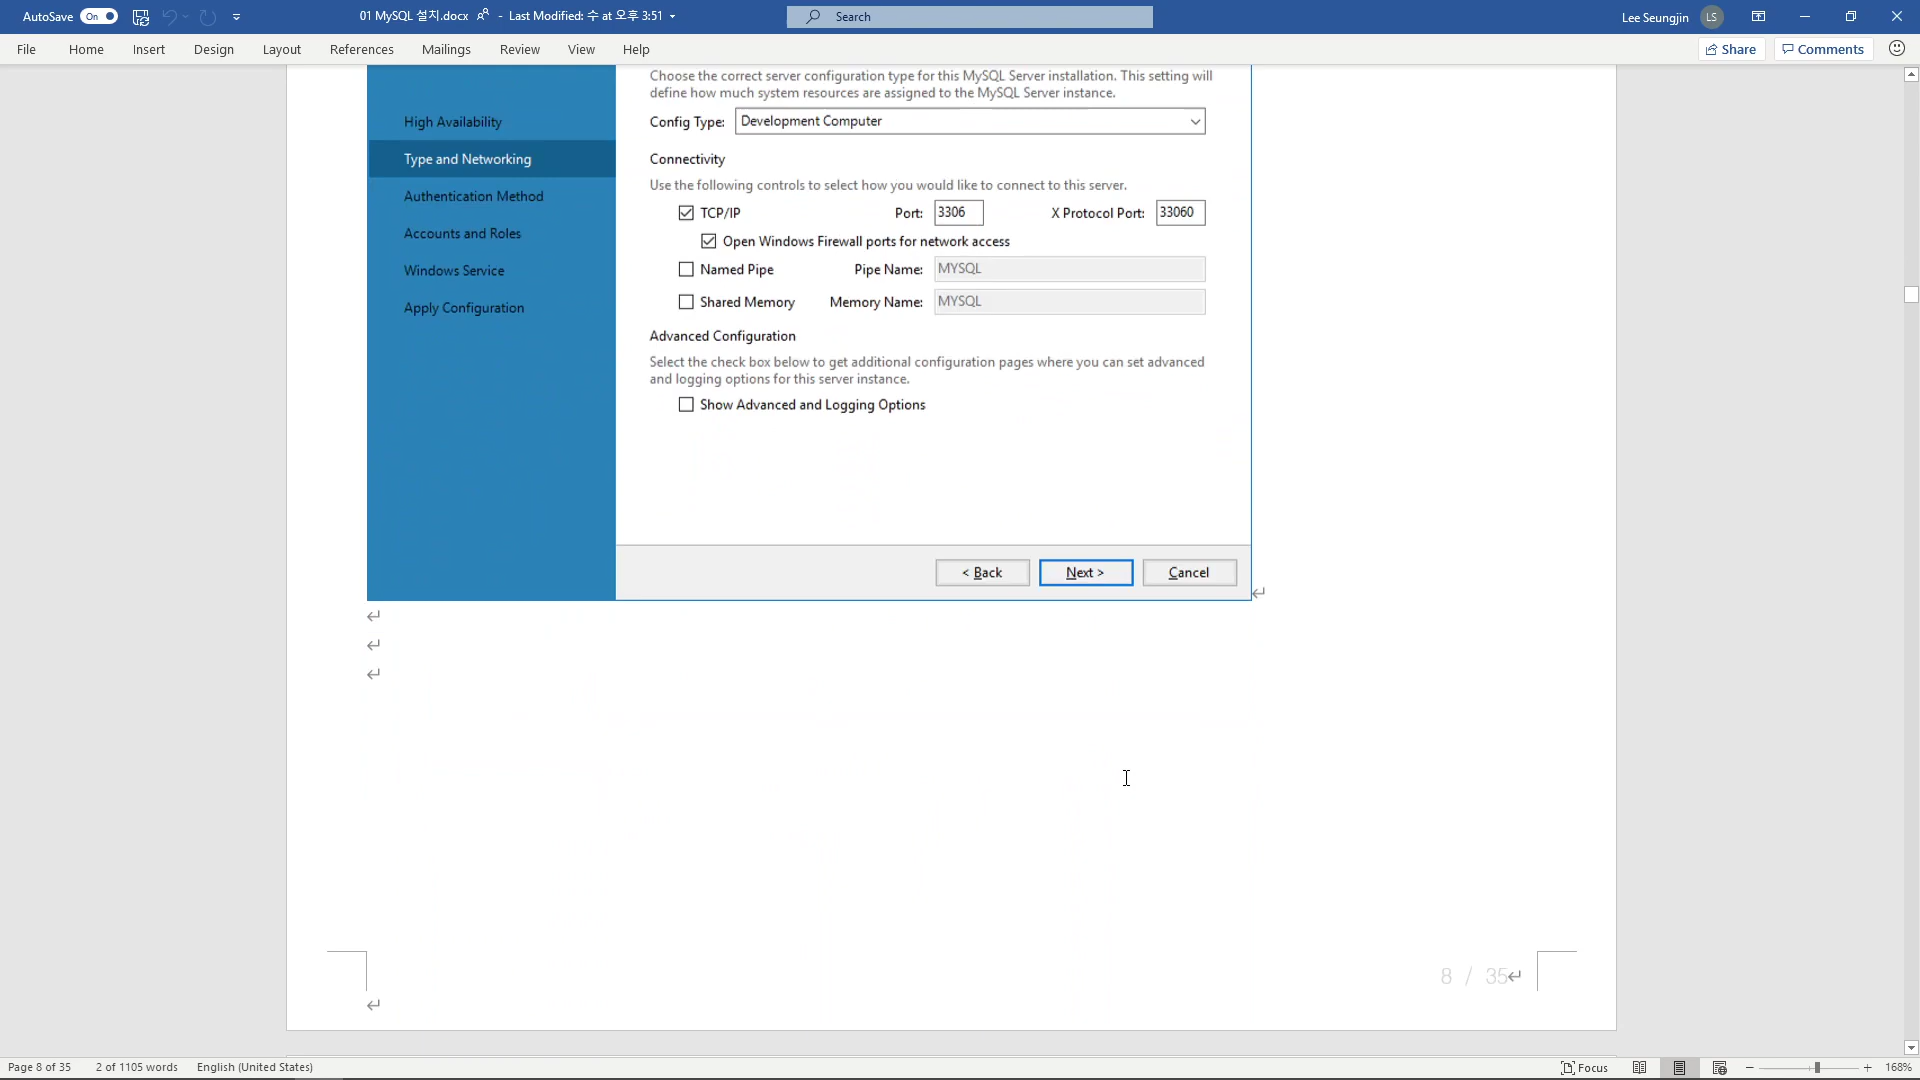 AutoSave On 01 MySQL 설치.docx - Last Modified: 수 at 오후 3:51 Search Lee Seungjin LS
File Home Insert Design Layout References Mailings Review View Help Share Comments
Choose the correct server configuration type for this MySQL Server installation. This setting will
define how much system resources are assigned to the MySQL Server instance.
High Availability
Config Type: Development Computer
Type and Networking
Connectivity
Use the following controls to select how you would like to connect to this server.
Authentication Method
TCP/IP Port: 3306 X Protocol Port: 33060
Accounts and Roles
Open Windows Firewall ports for network access
Windows Service
Named Pipe Pipe Name: MYSQL
Apply Configuration
Shared Memory Memory Name: MYSQL
Advanced Configuration
Select the check box below to get additional configuration pages where you can set advanced
and logging options for this server instance.
Show Advanced and Logging Options
< Back Next > Cancel
8 / 35
Page 8 of 35 2 of 1105 words English (United States) Focus 168%